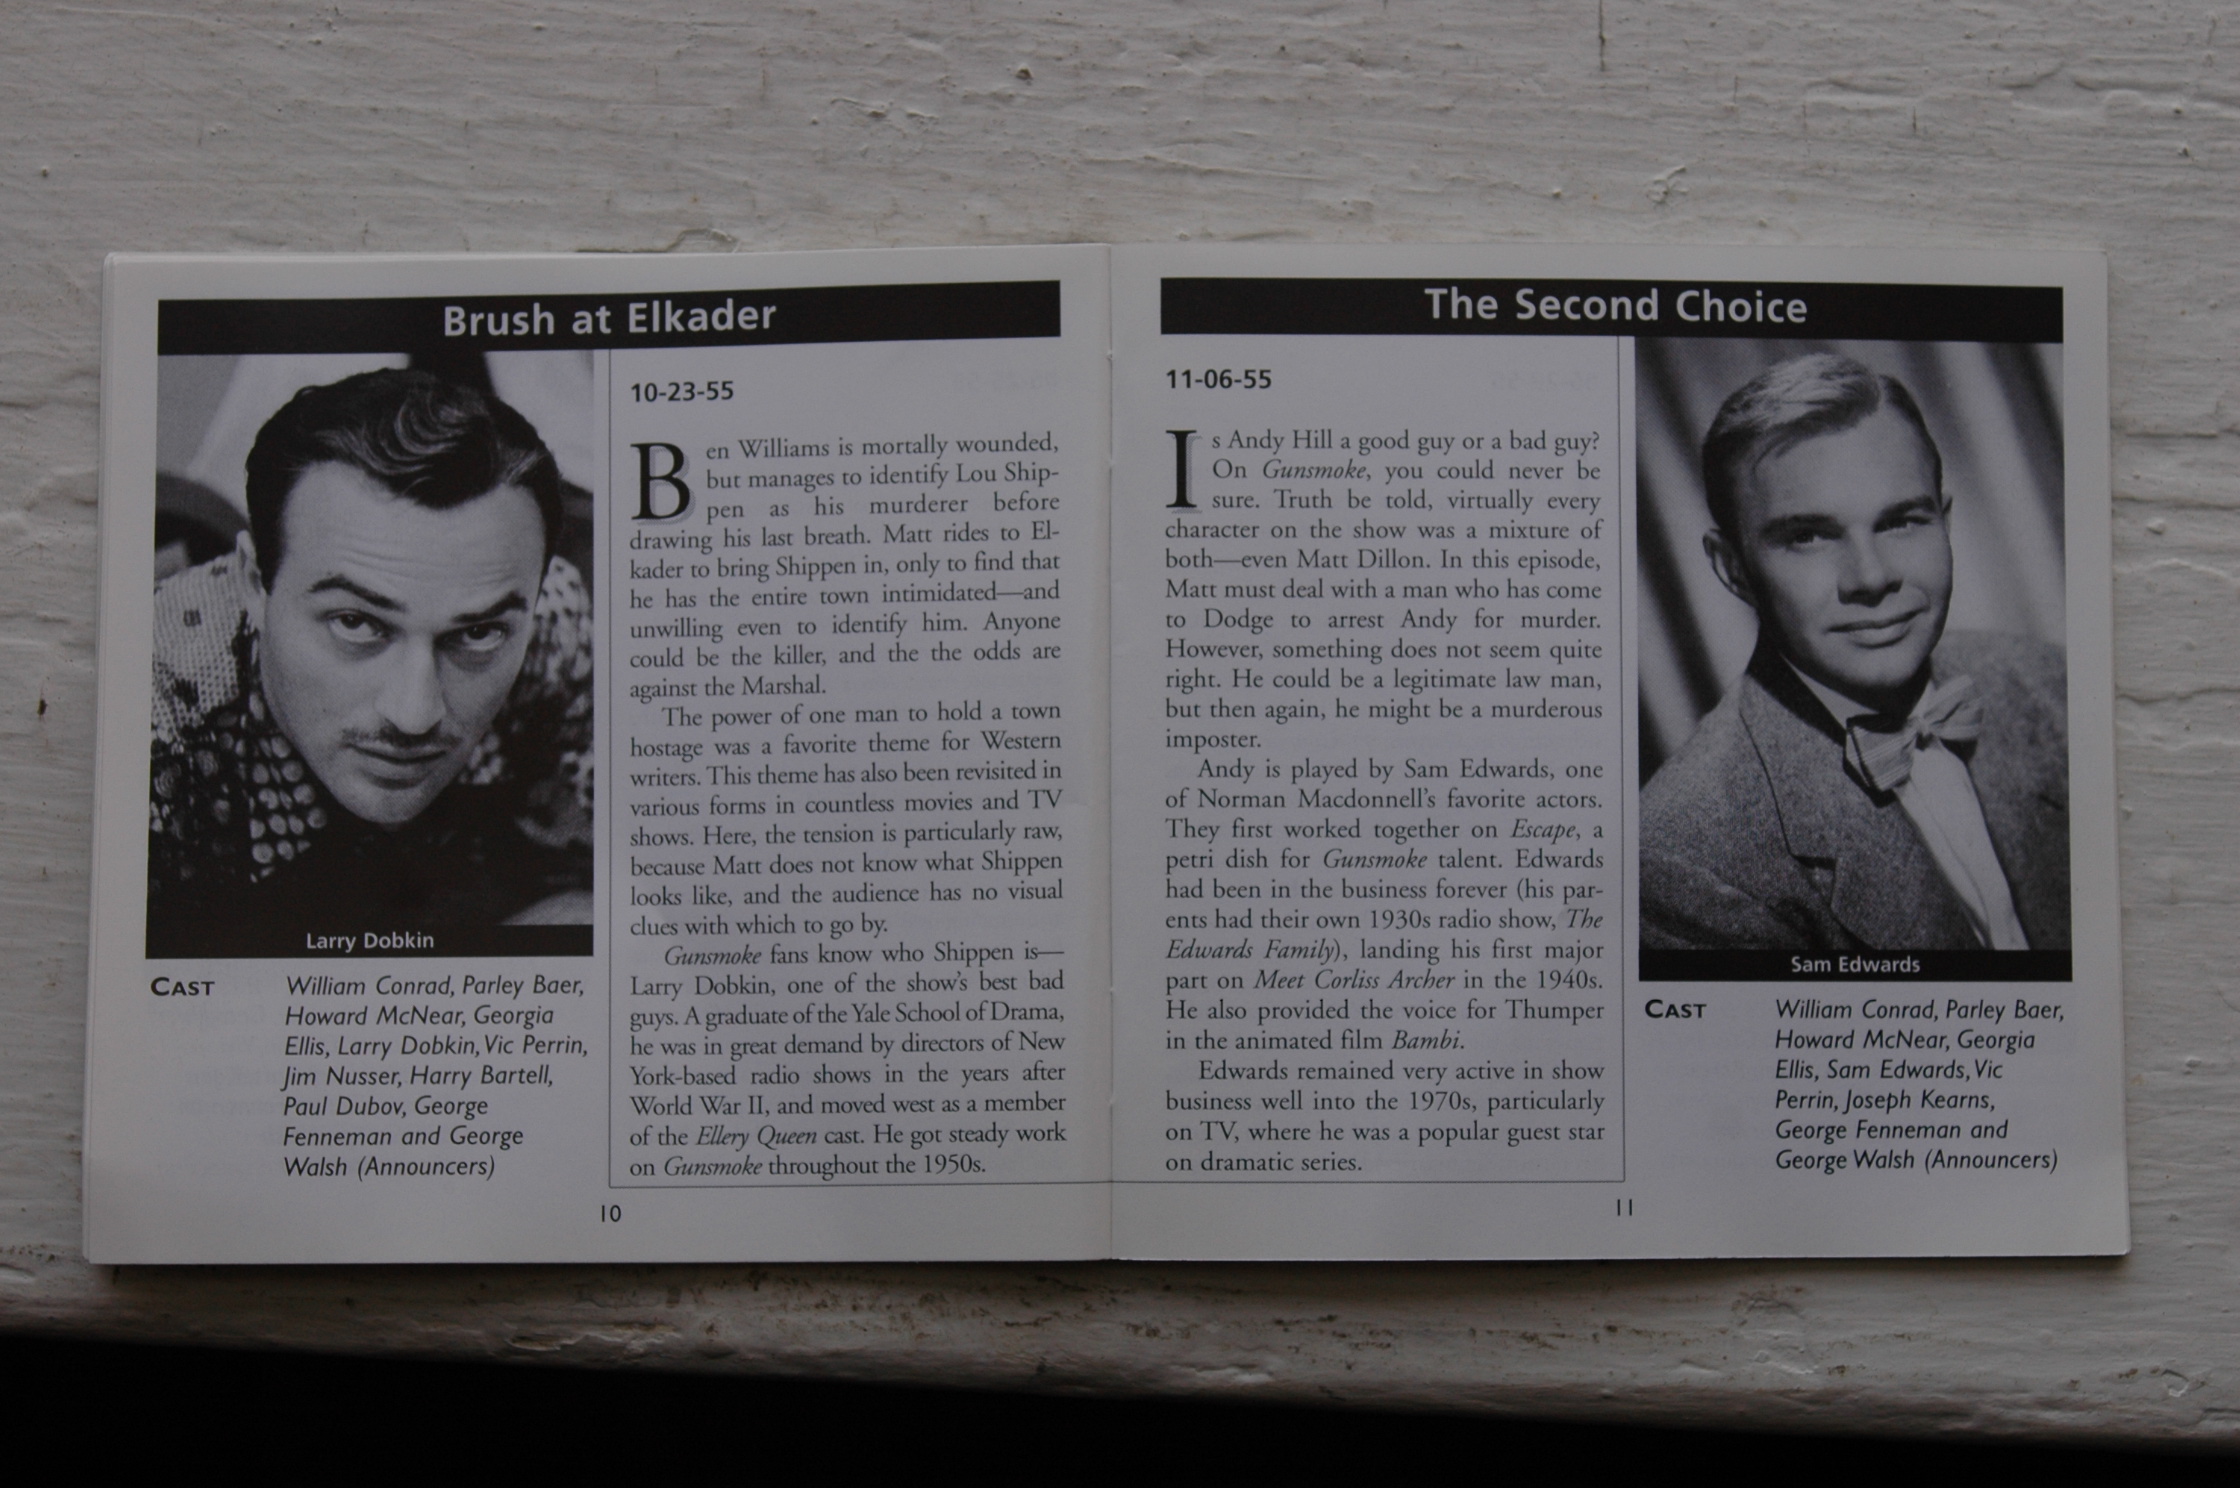 Brush at Elkader
Larry Dobkin
CAST
William Conrad, Parley Baer,
Howard McNear, Georgia
Ellis, Larry Dobkin, Vic Perrin,
Jim Nusser, Harry Bartell,
Paul Dubov, George
Fenneman and George
Walsh (Announcers)
10-23-55
Ben Williams is mortally wounded,
but manages to identify Lou Ship-
pen as his murderer before
drawing his last breath. Matt rides to El-
kader to bring Shippen in, only to find that
he has the entire town intimidated—and
unwilling even to identify him. Anyone
could be the killer, and the the odds are
against the Marshal.
The power of one man to hold a town
hostage was a favorite theme for Western
writers. This theme has also been revisited in
various forms in countless movies and TV
shows. Here, the tension is particularly raw,
because Matt does not know what Shippen
looks like, and the audience has no visual
clues with which to go by.
Gunsmoke fans know who Shippen is—
Larry Dobkin, one of the show's best bad
guys. A graduate of the Yale School of Drama,
he was in great demand by directors of New
York-based radio shows in the years after
World War II, and moved west as a member
of the Ellery Queen cast. He got steady work
on Gunsmoke throughout the 1950s.
10
The Second Choice
11-06-55
Is Andy Hill a good guy or a bad guy?
On Gunsmoke, you could never be
sure. Truth be told, virtually every
character on the show was a mixture of
both—even Matt Dillon. In this episode,
Matt must deal with a man who has come
to Dodge to arrest Andy for murder.
However, something does not seem quite
right. He could be a legitimate law man,
but then again, he might be a murderous
imposter.
Andy is played by Sam Edwards, one
of Norman Macdonnell's favorite actors.
They first worked together on Escape, a
petri dish for Gunsmoke talent. Edwards
had been in the business forever (his par-
ents had their own 1930s radio show, The
Edwards Family), landing his first major
part on Meet Corliss Archer in the 1940s.
He also provided the voice for Thumper
in the animated film Bambi.
Edwards remained very active in show
business well into the 1970s, particularly
on TV, where he was a popular guest star
on dramatic series.
Sam Edwards
CAST
William Conrad, Parley Baer,
Howard McNear, Georgia
Ellis, Sam Edwards, Vic
Perrin, Joseph Kearns,
George Fenneman and
George Walsh (Announcers)
11